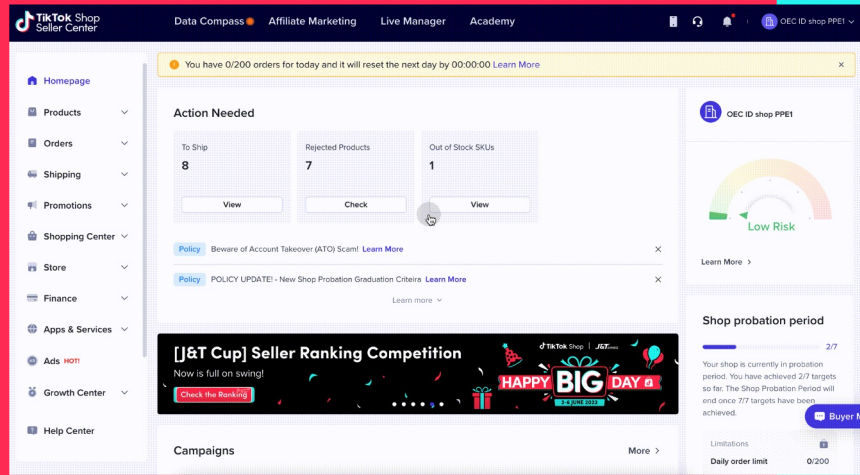 TikTok Shop
Seller Center
Data Compass
Affiliate Marketing
Live Manager
Academy
OEC ID shop PPE1
You have 0/200 orders for today and it will reset the next day by 00:00:00 Learn More
Homepage
Products
Orders
Shipping
Promotions
Shopping Center
Store
Finance
Apps & Services
Ads HOT!
Growth Center
Help Center
Action Needed
To Ship
8
View
Rejected Products
7
Check
Out of Stock SKUs
1
View
Policy Beware of Account Takeover (ATO) Scam! Learn More
Policy POLICY UPDATE! - New Shop Probation Graduation Criteira Learn More
Learn more
[J&T Cup] Seller Ranking Competition
Now is full on swing!
Check the Ranking
TikTok Shop | J&T
HAPPY BIG DAY
2-6 JUNE 2023
Campaigns
More >
OEC ID shop PPE1
Low Risk
Learn More >
Shop probation period
2/7
Your shop is currently in probation
period. You have achieved 2/7 targets
so far. The Shop Probation Period will
end once 7/7 targets have been
achieved.
Buyer M
Limitations
Daily order limit 0/200